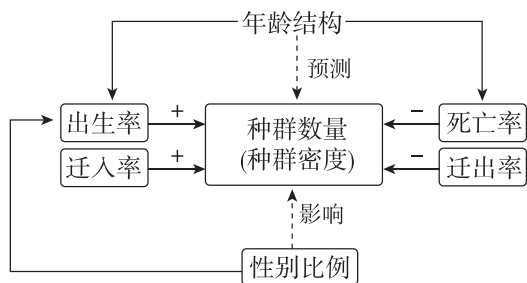 年龄结构
预测
出生率
+
种群数量
(种群密度)
−
死亡率
迁入率
+
−
迁出率
影响
性别比例